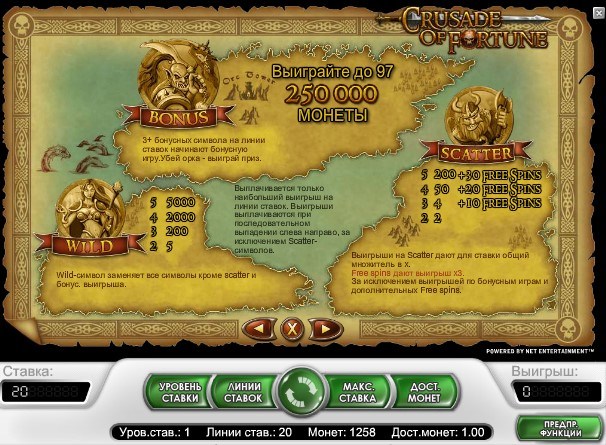 CRUSADE
OF FORTUNE
Orc Tower
Выиграйте до 97
250 000
МОНЕТЫ
BONUS
3+ бонусных символа на линии
ставок начинают бонусную
игру.Убей орка - выиграй приз.
SCATTER
5 200+30 FREE SPINS
4 50 +20 FREE SPINS
3 4 +10 FREE SPINS
2 2
WILD
5 5000
4 2000
3 200
2 5
Выплачивается только
наибольший выигрыш на
линии ставок. Выигрыши
выплачиваются при
последовательном
выпадении слева направо, за
исключением Scatter-
символов.
Wild-символ заменяет все символы кроме scatter и
бонус. выигрыша.
Выигрыши на Scatter дают для ставки общий
множитель в x.
Free spins дают выигрыш x3.
За исключением выигрышей по бонусным играм и
дополнительных Free spins.
X
POWERED BY NET ENTERTAINMENT™
Ставка:
20
УРОВЕНЬ
СТАВКИ
ЛИНИИ
СТАВОК
МАКС.
СТАВКА
ДОСТ.
МОНЕТ
Выигрыш:
0
Уров.став.: 1 Линии став.: 20 Монет: 1258 Дост.монет: 1.00
ПРЕДПР.
ФУНКЦИИ